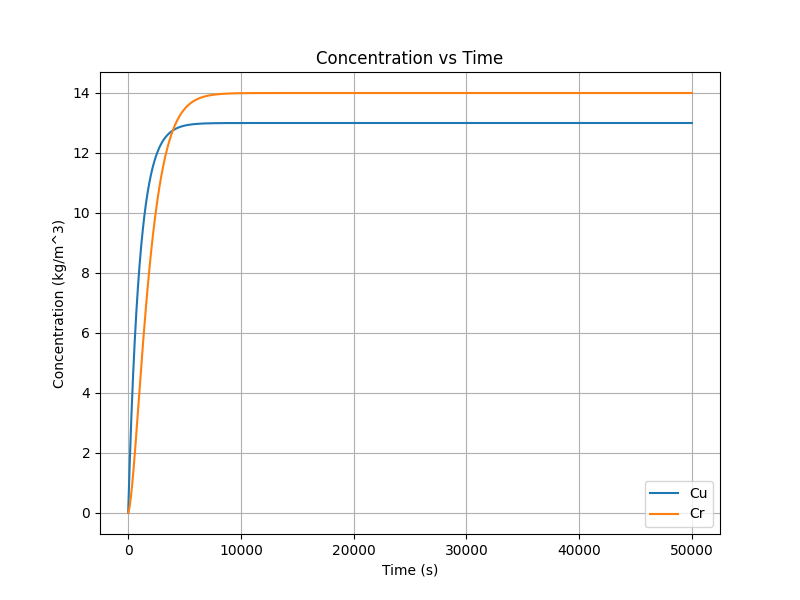 Concentration vs Time
Concentration (kg/m^3)
14
12
10
8
6
4
2
0
0 10000 20000 30000 40000 50000
Time (s)
Cu
Cr